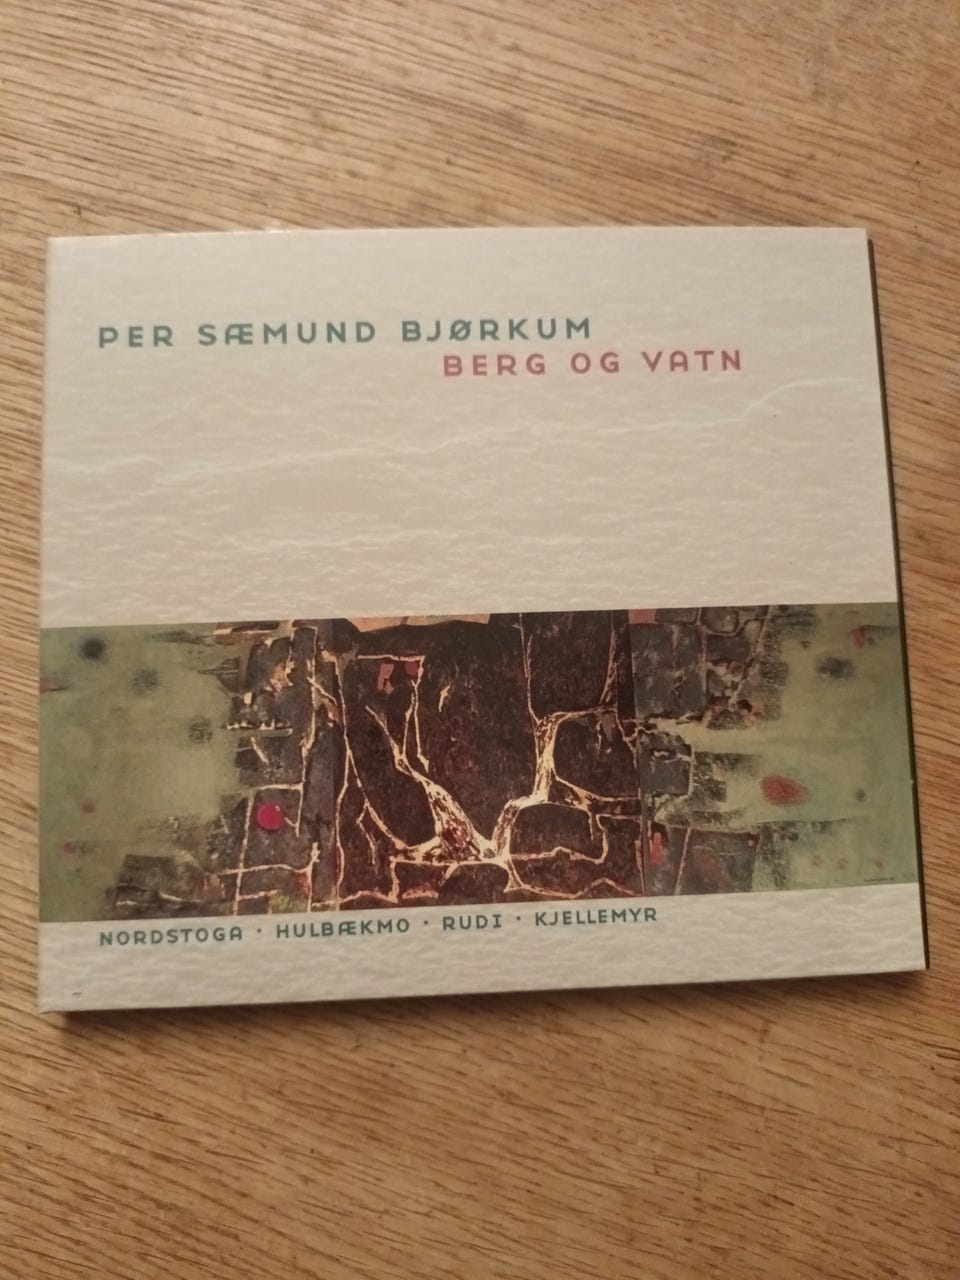 PER SÆMUND BJØRKUM
BERG OG VATN
NORDSTOGA · HULBÆKMO · RUDI · KJELLEMYR